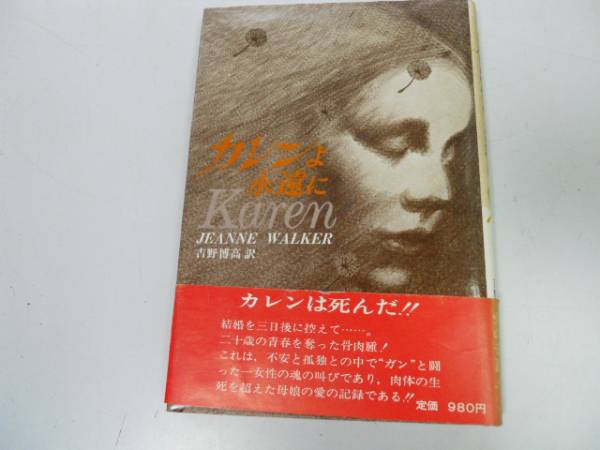 カレンよ
永遠に
Karen
JEANNE WALKER
吉野博高 訳
カレンは死んだ!!
結婚を三日後に控えて……。
二十歳の青春を奪った骨肉腫!
これは、不安と孤独との中で“ガン”と闘
った一女性の魂の叫びであり、肉体の生
死を超えた母娘の愛の記録である!!
定価 980円